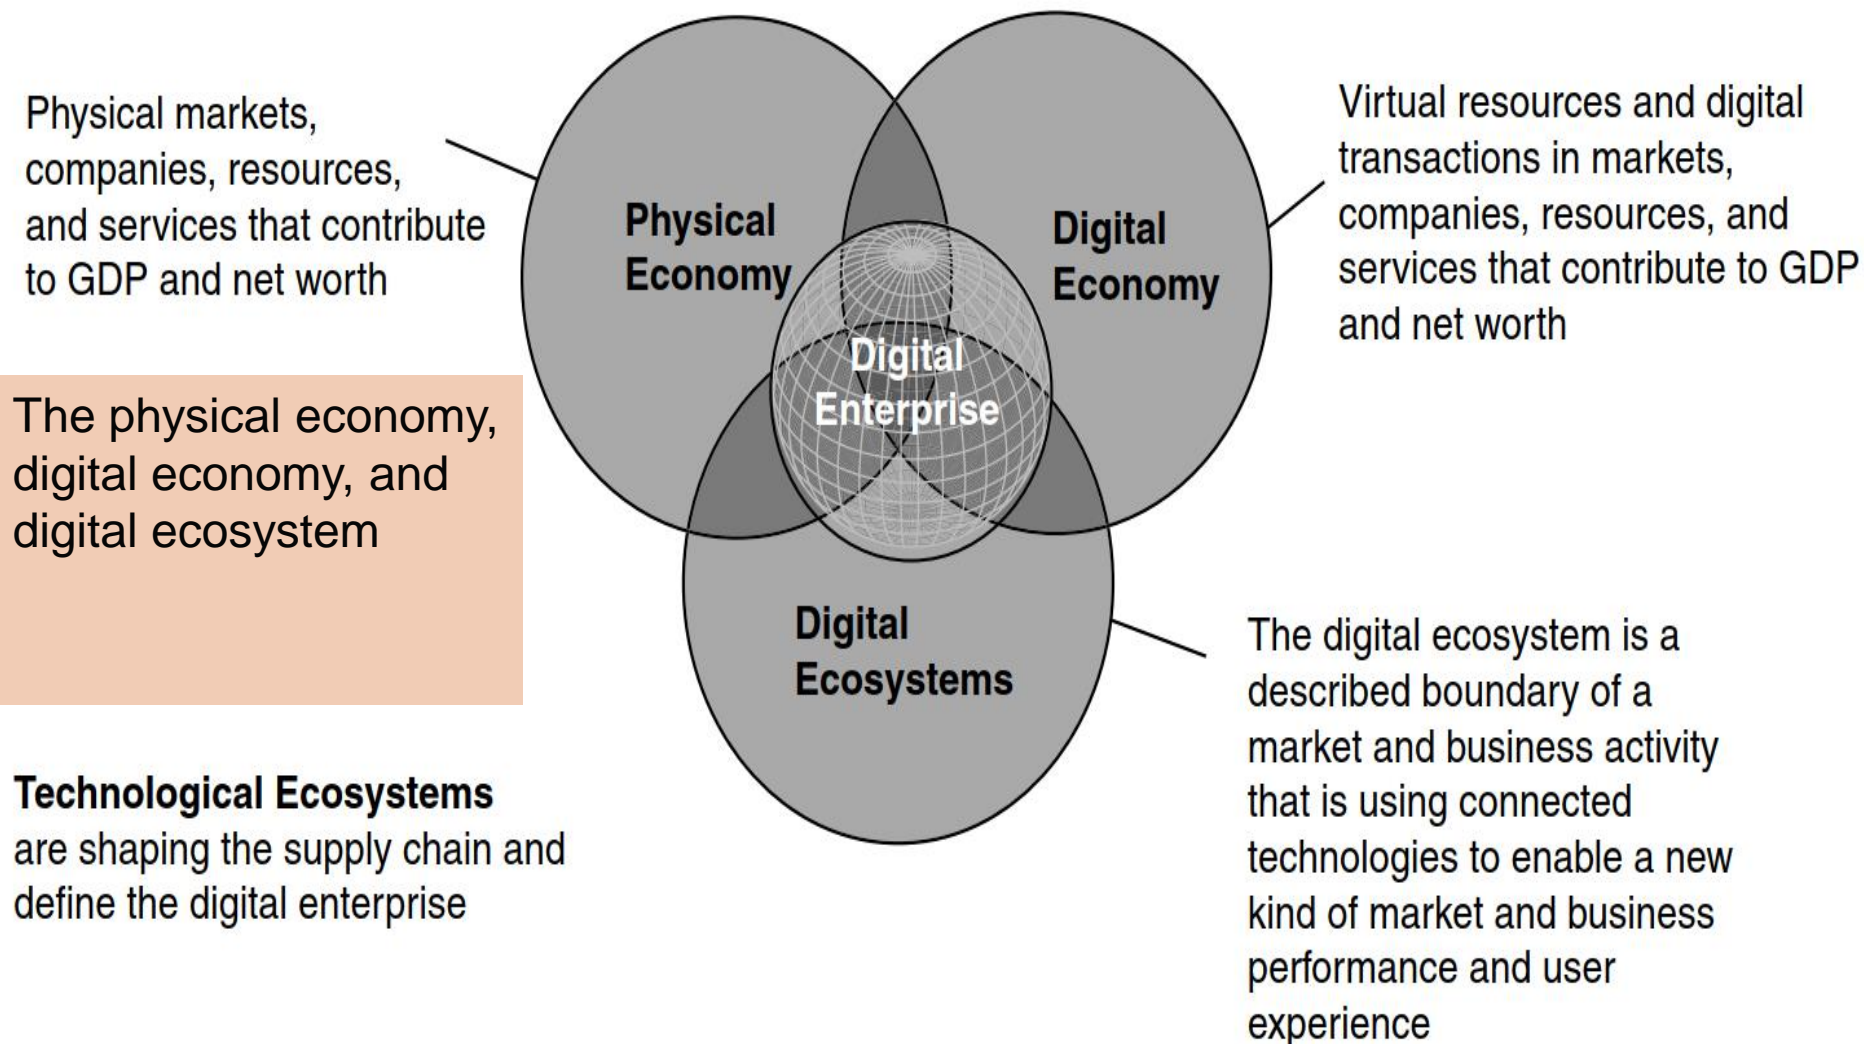 Physical markets,
companies, resources,
and services that contribute
to GDP and net worth
Physical
Economy
Digital
Economy
Digital
Enterprise
Virtual resources and digital
transactions in markets,
companies, resources, and
services that contribute to GDP
and net worth
The physical economy,
digital economy, and
digital ecosystem
Digital
Ecosystems
Technological Ecosystems
are shaping the supply chain and
define the digital enterprise
The digital ecosystem is a
described boundary of a
market and business activity
that is using connected
technologies to enable a new
kind of market and business
performance and user
experience